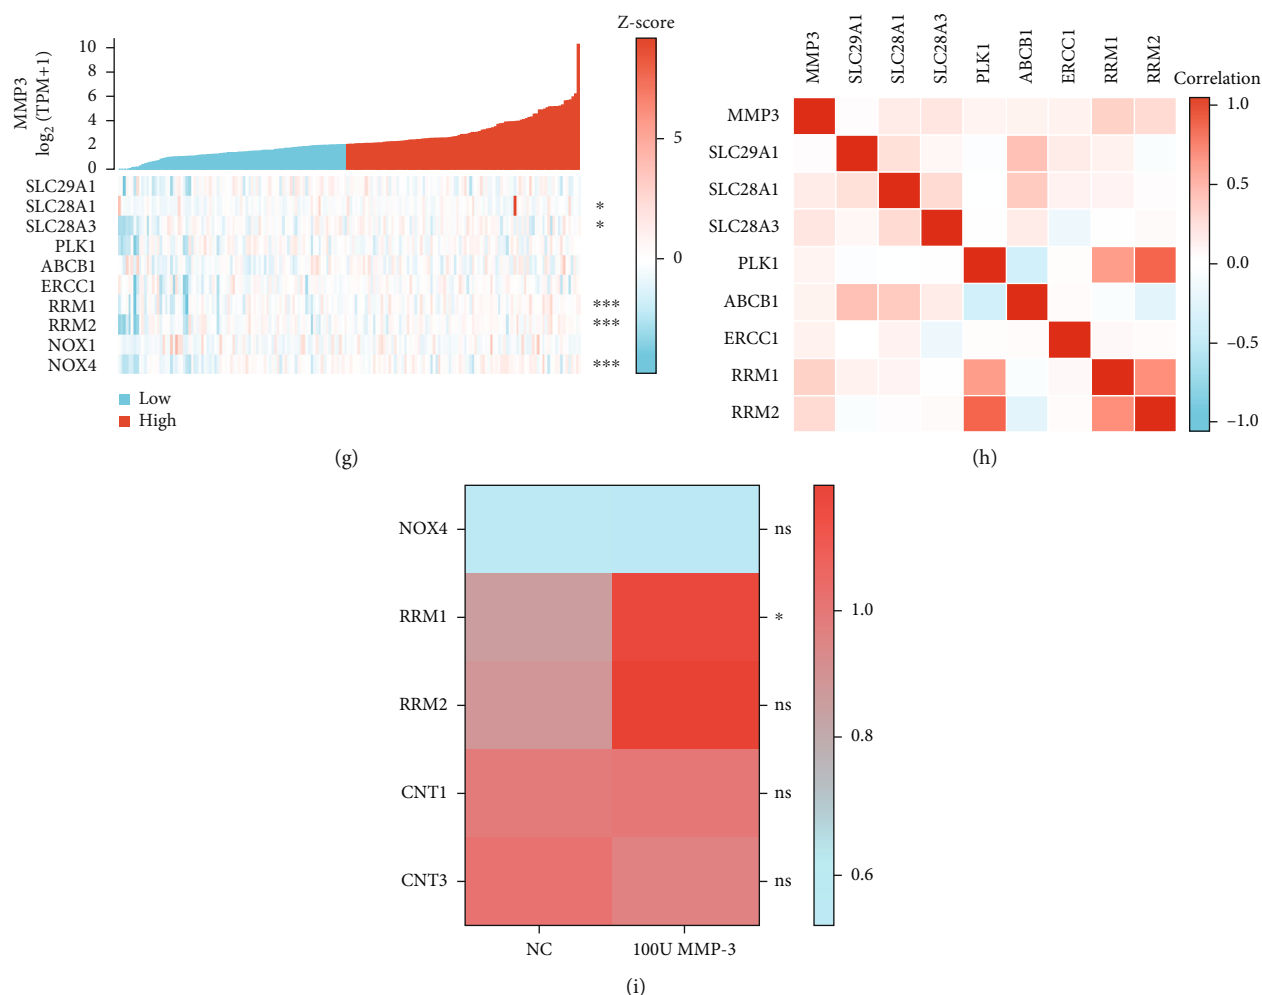 MMP3
log2 (TPM+1)
10
8
6
4
2
0
SLC29A1
SLC28A1 *
SLC28A3 *
PLK1
ABCB1
ERCC1
RRM1 ***
RRM2 ***
NOX1
NOX4 ***
Low
High
Z-score
5
0
(g)
MMP3 SLC29A1 SLC28A1 SLC28A3 PLK1 ABCB1 ERCC1 RRM1 RRM2
MMP3
SLC29A1
SLC28A1
SLC28A3
PLK1
ABCB1
ERCC1
RRM1
RRM2
Correlation
1.0
0.5
0.0
−0.5
−1.0
(h)
NOX4 ns
RRM1 *
RRM2 ns
CNT1 ns
CNT3 ns
NC 100U MMP-3
1.0
0.8
0.6
(i)